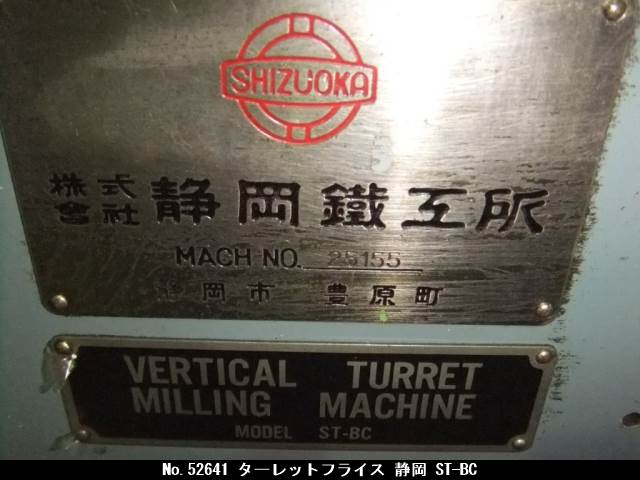 SHIZUOKA
株式會社 静岡鐵工所
MACH NO. 25155
静岡市 豊原町
VERTICAL TURRET
MILLING MACHINE
MODEL ST-BC
No.52641 ターレットフライス 静岡 ST-BC